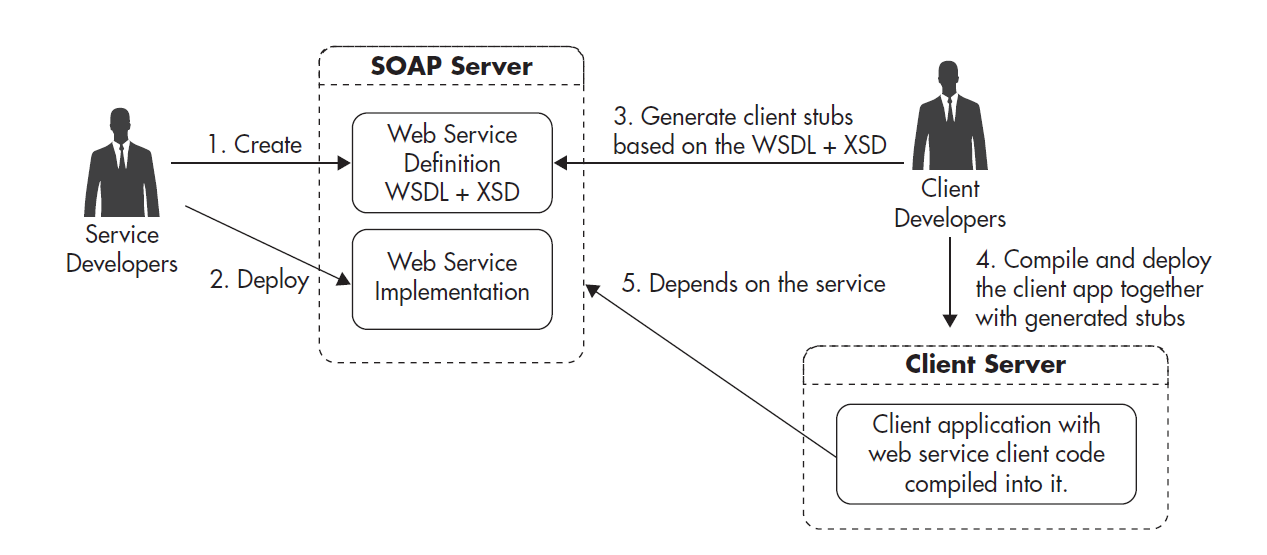 SOAP Server
Web Service
Definition
WSDL + XSD
Web Service
Implementation
1. Create
2. Deploy
Service
Developers
3. Generate client stubs
based on the WSDL + XSD
Client
Developers
4. Compile and deploy
the client app together
with generated stubs
5. Depends on the service
Client Server
Client application with
web service client code
compiled into it.